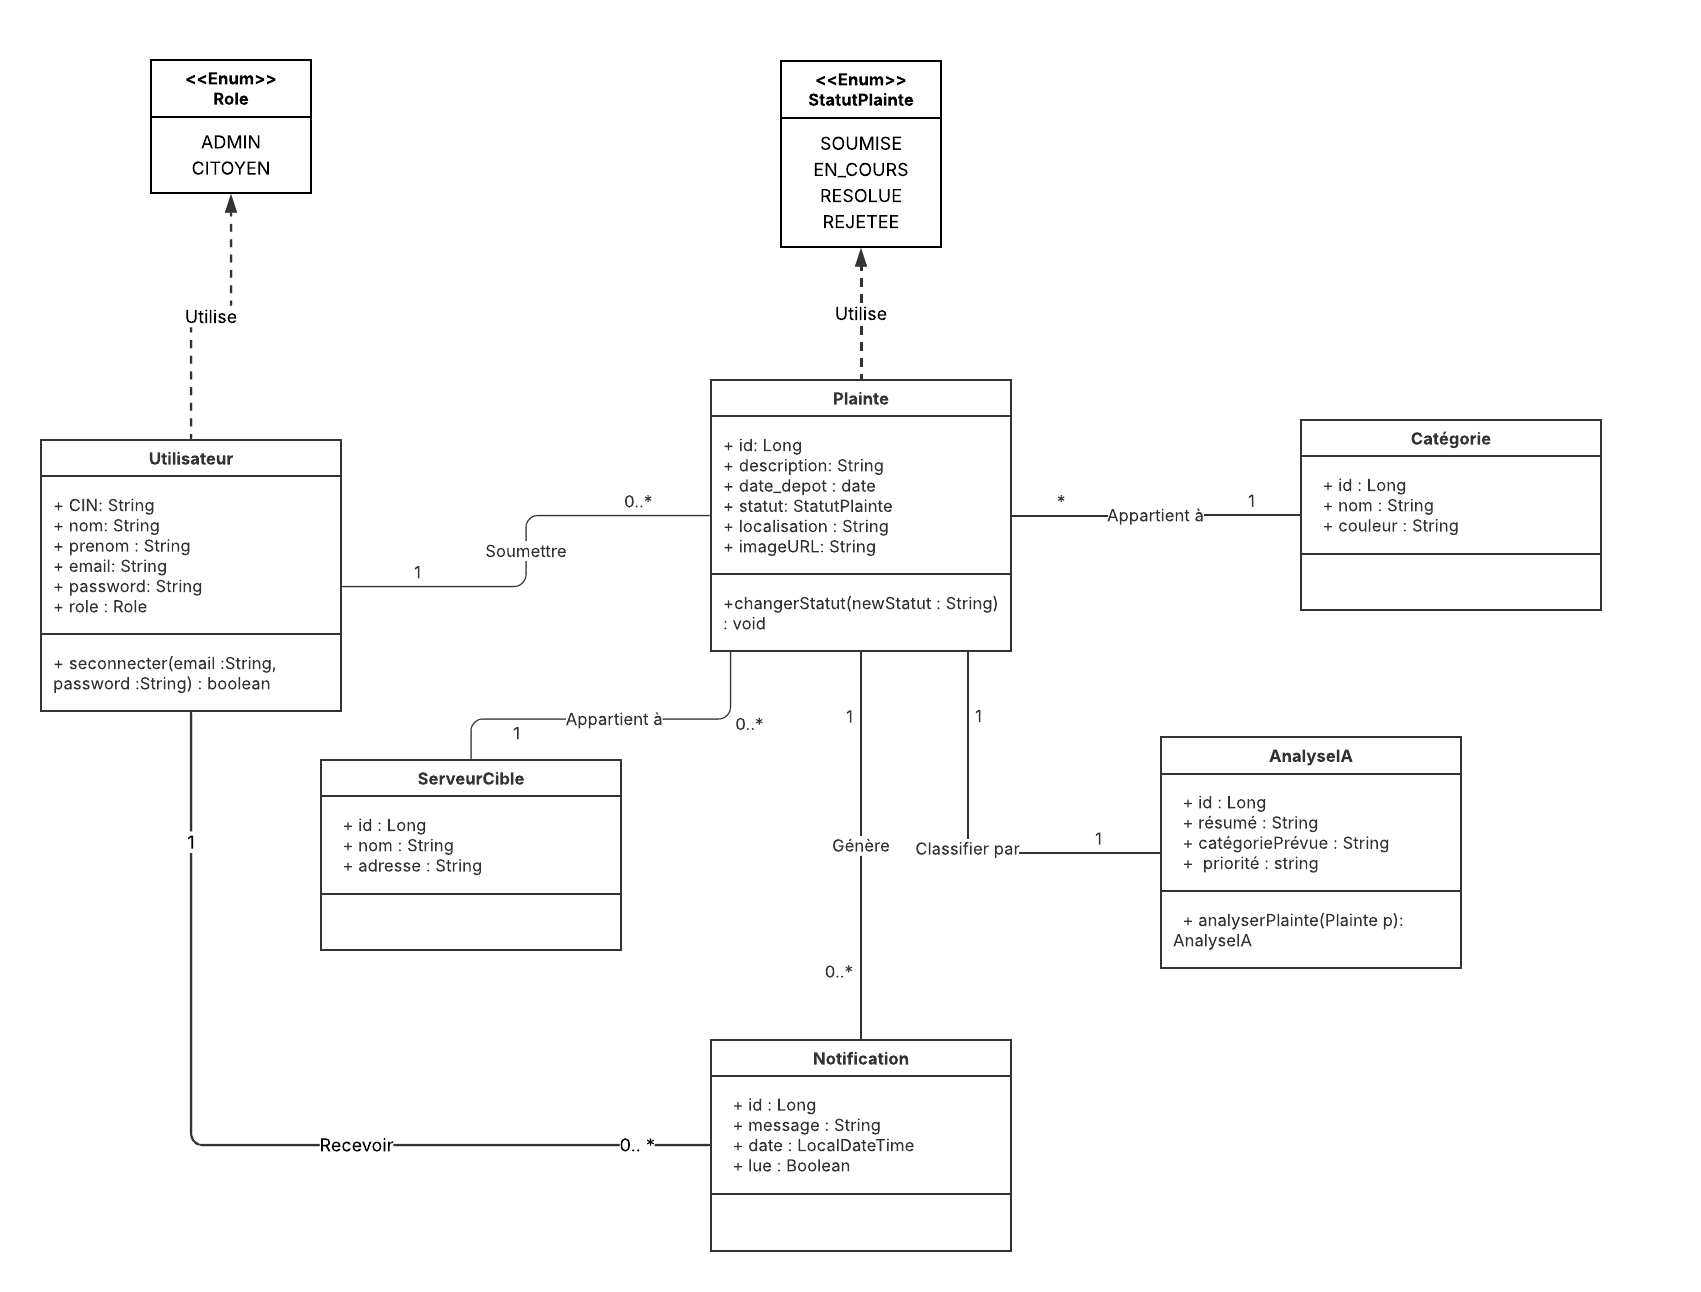 <<Enum>>
Role
ADMIN
CITOYEN
<<Enum>>
StatutPlainte
SOUMISE
EN_COURS
RESOLUE
REJETEE
Utilise
Utilise
Utilisateur
+ CIN: String
+ nom: String
+ prenom : String
+ email: String
+ password: String
+ role : Role
+ seconnecter(email :String,
password :String) : boolean
1
Soumettre
0..*
Plainte
+ id: Long
+ description: String
+ date_depot : date
+ statut: StatutPlainte
+ localisation : String
+ imageURL: String
+changerStatut(newStatut : String)
: void
*
Appartient à
1
Catégorie
+ id : Long
+ nom : String
+ couleur : String
1
Appartient à
0..*
ServeurCible
+ id : Long
+ nom : String
+ adresse : String
1
Génère
0..*
1
Classifier par
1
AnalyseIA
+ id : Long
+ résumé : String
+ catégoriePrévue : String
+  priorité : string
+ analyserPlainte(Plainte p):
AnalyseIA
1
Recevoir
0.. *
Notification
+ id : Long
+ message : String
+ date : LocalDateTime
+ lue : Boolean